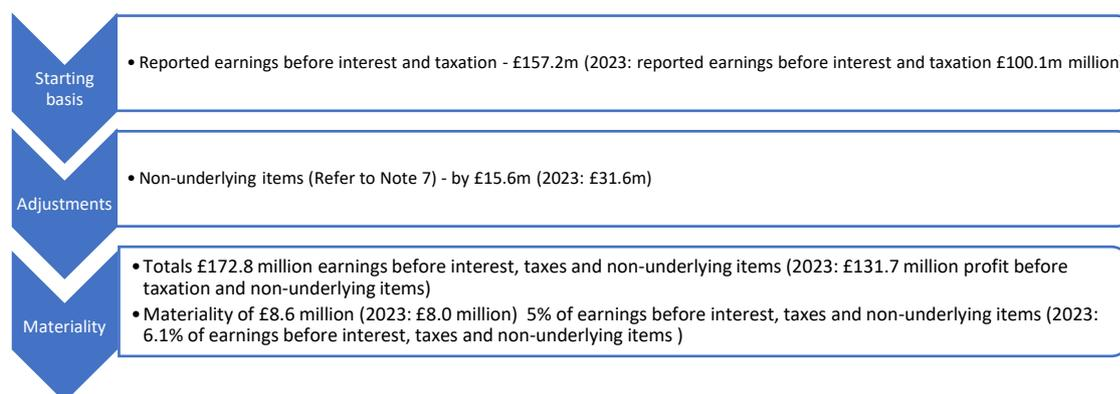 Starting
basis
• Reported earnings before interest and taxation - £157.2m (2023: reported earnings before interest and taxation £100.1m million
Adjustments
• Non-underlying items (Refer to Note 7) - by £15.6m (2023: £31.6m)
Materiality
•Totals £172.8 million earnings before interest, taxes and non-underlying items (2023: £131.7 million profit before
taxation and non-underlying items)
•Materiality of £8.6 million (2023: £8.0 million)  5% of earnings before interest, taxes and non-underlying items (2023:
6.1% of earnings before interest, taxes and non-underlying items )